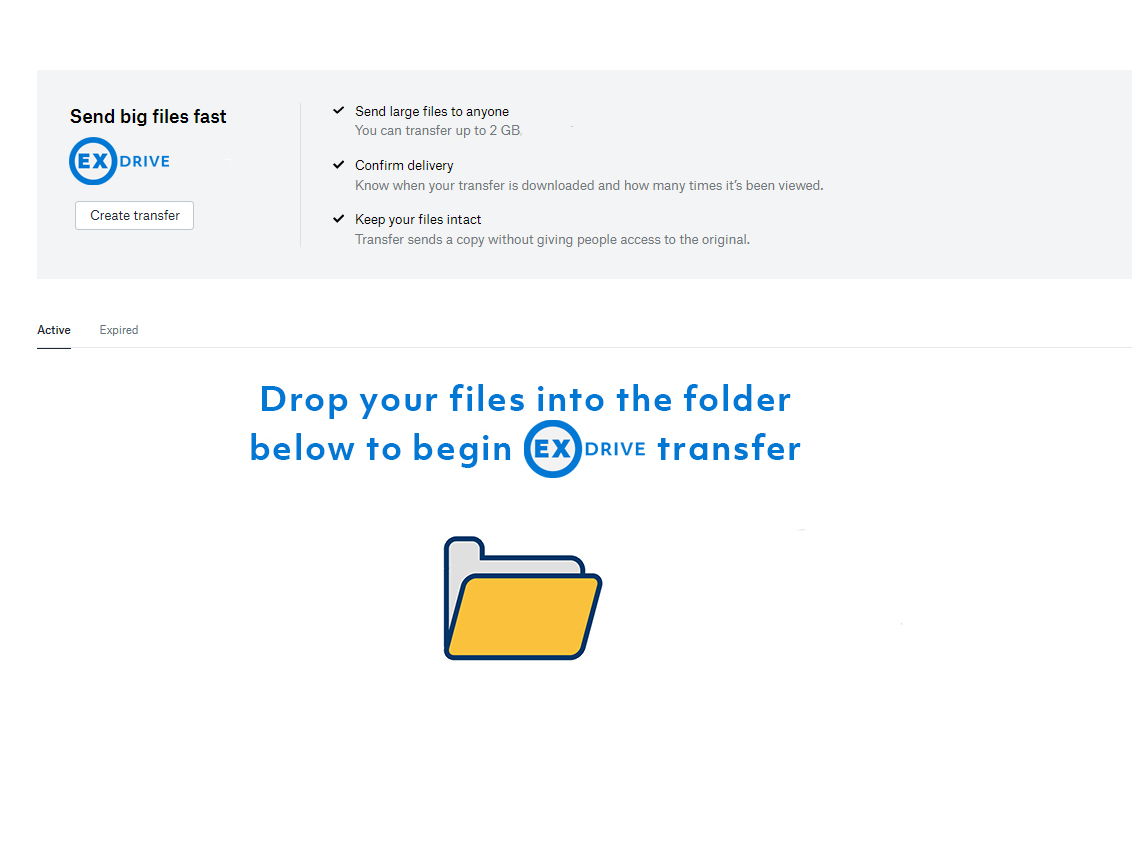 Send big files fast
EX DRIVE
Create transfer
Send large files to anyone
You can transfer up to 2 GB.
Confirm delivery
Know when your transfer is downloaded and how many times it's been viewed.
Keep your files intact
Transfer sends a copy without giving people access to the original.
Active Expired
Drop your files into the folder
below to begin EX DRIVE transfer